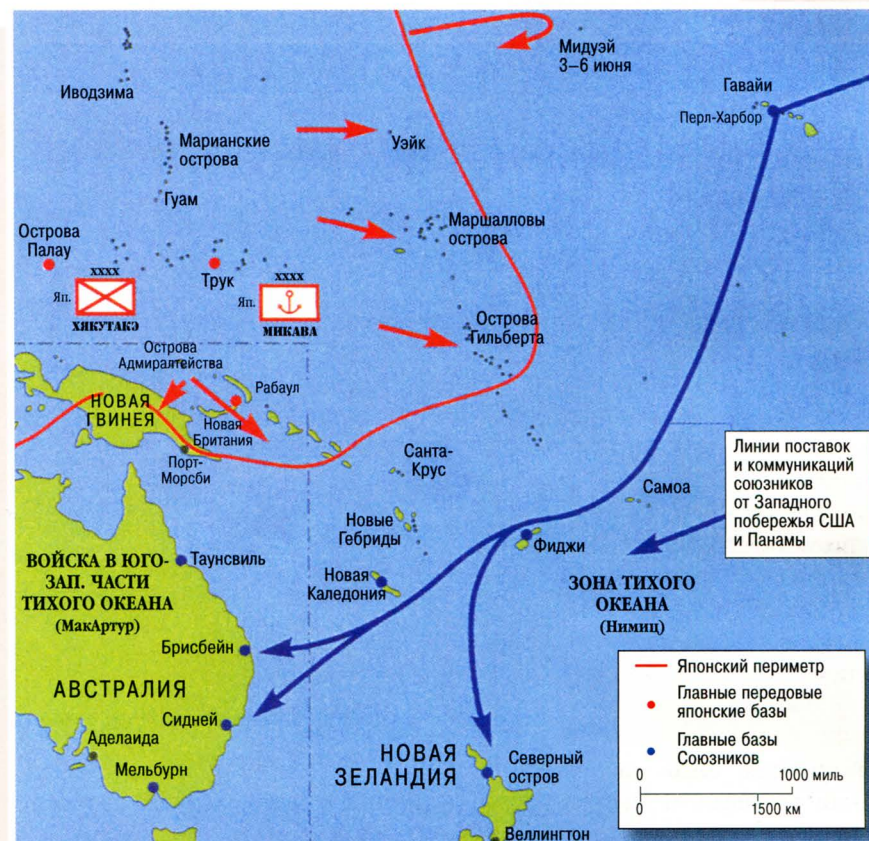 Мидуэй
3–6 июня
Гавайи
Перл-Харбор
Иводзима
Марианские
острова
Уэйк
Гуам
Маршалловы
острова
Острова
Палау
Трук
XXXX
Яп.
ХЯКУТАКЭ
XXXX
Яп.
МИКАВА
Острова
Гильберта
Острова
Адмиралтейства
Рабаул
НОВАЯ
ГВИНЕЯ
Новая
Британия
Порт-
Морсби
Санта-
Крус
Самоа
Линии поставок
и коммуникаций
союзников
от Западного
побережья США
и Панамы
Новые
Гебриды
Фиджи
ВОЙСКА В ЮГО-
ЗАП. ЧАСТИ
ТИХОГО ОКЕАНА
(МакАртур)
Таунсвиль
Новая
Каледония
ЗОНА ТИХОГО
ОКЕАНА
(Нимиц)
Брисбейн
АВСТРАЛИЯ
Сидней
Аделаида
Мельбурн
НОВАЯ
ЗЕЛАНДИЯ
Северный
остров
Веллингтон
Японский периметр
Главные передовые
японские базы
Главные базы
Союзников
0 1000 миль
0 1500 км